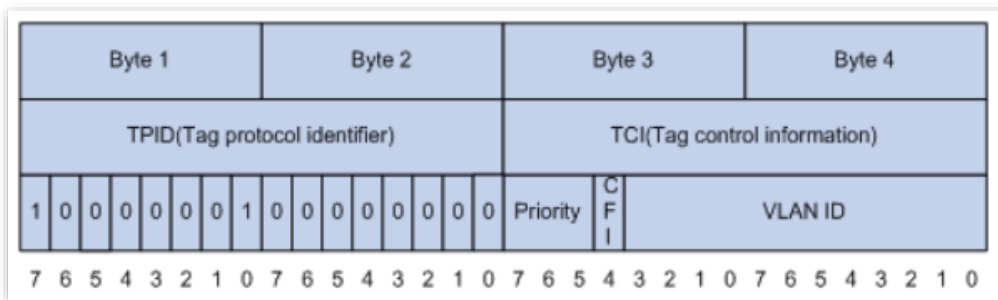 Byte 1 Byte 2 Byte 3 Byte 4
TPID(Tag protocol identifier) TCI(Tag control information)
1 0 0 0 0 0 0 1 0 0 0 0 0 0 0 0 Priority CFI VLAN ID
7 6 5 4 3 2 1 0 7 6 5 4 3 2 1 0 7 6 5 4 3 2 1 0 7 6 5 4 3 2 1 0